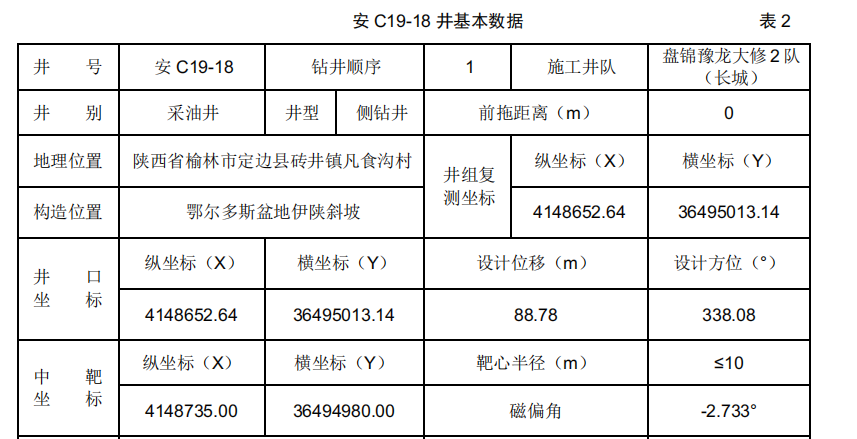 安 C19-18 井基本数据 表 2
井 号 安 C19-18 钻井顺序 1 施工井队 盘锦豫龙大修 2 队
（长城）
井 别 采油井 井型 侧钻井 前拖距离（m） 0
地理位置 陕西省榆林市定边县砖井镇凡食沟村 井组复
测坐标 纵坐标（X） 横坐标（Y）
构造位置 鄂尔多斯盆地伊陕斜坡 4148652.64 36495013.14
井 口
坐 标 纵坐标（X） 横坐标（Y） 设计位移（m） 设计方位（°）
4148652.64 36495013.14 88.78 338.08
中 靶
坐 标 纵坐标（X） 横坐标（Y） 靶心半径（m） ≤10
4148735.00 36494980.00 磁偏角 -2.733°